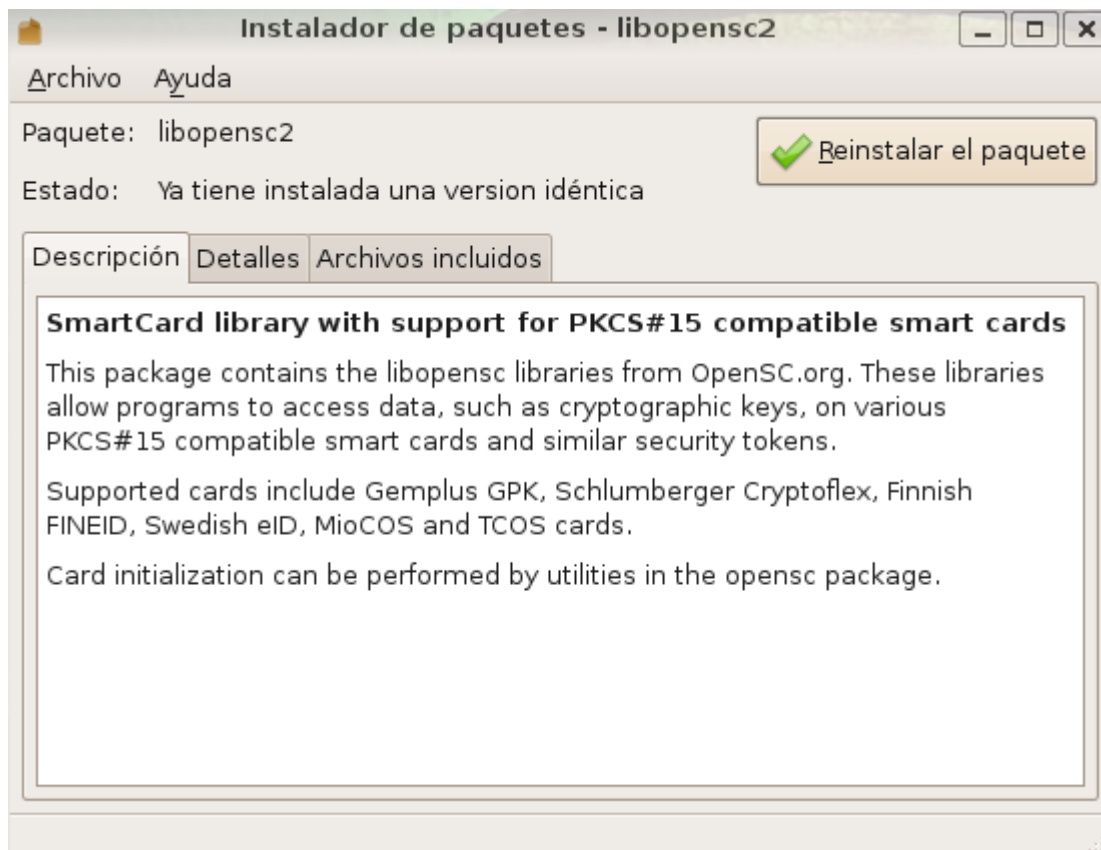 Instalador de paquetes - libopensc2
Archivo Ayuda
Paquete: libopensc2
Reinstalar el paquete
Estado: Ya tiene instalada una version idéntica
Descripción Detalles Archivos incluidos
SmartCard library with support for PKCS#15 compatible smart cards
This package contains the libopensc libraries from OpenSC.org. These libraries
allow programs to access data, such as cryptographic keys, on various
PKCS#15 compatible smart cards and similar security tokens.
Supported cards include Gemplus GPK, Schlumberger Cryptoflex, Finnish
FINEID, Swedish eID, MioCOS and TCOS cards.
Card initialization can be performed by utilities in the opensc package.